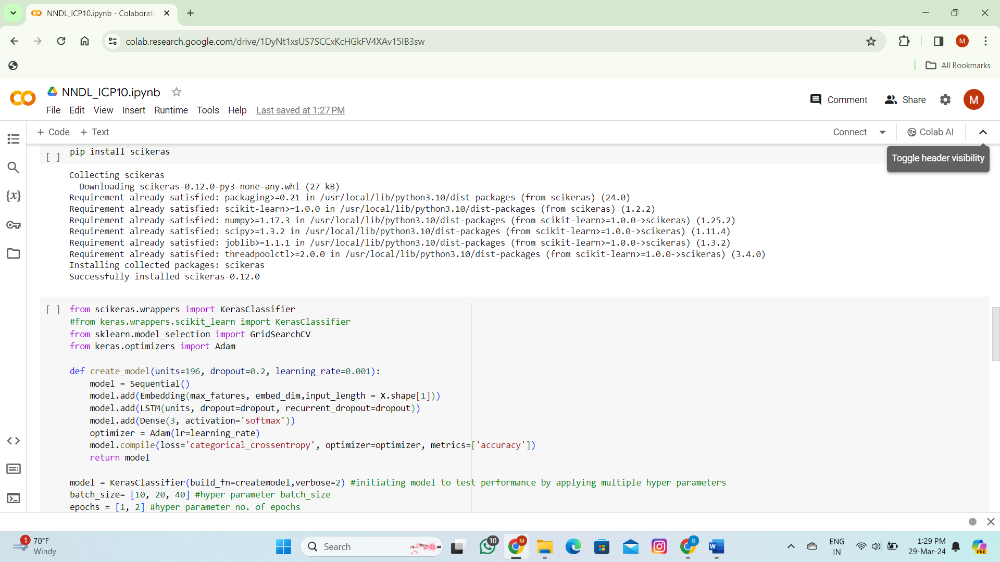 NNDL_ICP10.ipynb - Colaborato
colab.research.google.com/drive/1DyNt1xsUS7SCCxKcHGkFV4XAv15IB3sw
M
All Bookmarks
NNDL_ICP10.ipynb
Comment
Share
M
File Edit View Insert Runtime Tools Help Last saved at 1:27 PM
+ Code + Text
Connect
Colab AI
Toggle header visibility
{x}
[ ] pip install scikeras
Collecting scikeras
  Downloading scikeras-0.12.0-py3-none-any.whl (27 kB)
Requirement already satisfied: packaging>=0.21 in /usr/local/lib/python3.10/dist-packages (from scikeras) (24.0)
Requirement already satisfied: scikit-learn>=1.0.0 in /usr/local/lib/python3.10/dist-packages (from scikeras) (1.2.2)
Requirement already satisfied: numpy>=1.17.3 in /usr/local/lib/python3.10/dist-packages (from scikit-learn>=1.0.0->scikeras) (1.25.2)
Requirement already satisfied: scipy>=1.3.2 in /usr/local/lib/python3.10/dist-packages (from scikit-learn>=1.0.0->scikeras) (1.11.4)
Requirement already satisfied: joblib>=1.1.1 in /usr/local/lib/python3.10/dist-packages (from scikit-learn>=1.0.0->scikeras) (1.3.2)
Requirement already satisfied: threadpoolctl>=2.0.0 in /usr/local/lib/python3.10/dist-packages (from scikit-learn>=1.0.0->scikeras) (3.4.0)
Installing collected packages: scikeras
Successfully installed scikeras-0.12.0
[ ] from scikeras.wrappers import KerasClassifier
#from keras.wrappers.scikit_learn import KerasClassifier
from sklearn.model_selection import GridSearchCV
from keras.optimizers import Adam
def create_model(units=196, dropout=0.2, learning_rate=0.001):
    model = Sequential()
    model.add(Embedding(max_fatures, embed_dim,input_length = X.shape[1]))
    model.add(LSTM(units, dropout=dropout, recurrent_dropout=dropout))
    model.add(Dense(3, activation='softmax'))
    optimizer = Adam(lr=learning_rate)
    model.compile(loss='categorical_crossentropy', optimizer=optimizer, metrics=['accuracy'])
    return model
model = KerasClassifier(build_fn=createmodel,verbose=2) #initiating model to test performance by applying multiple hyper parameters
batch_size= [10, 20, 40] #hyper parameter batch_size
epochs = [1, 2] #hyper parameter no. of epochs
1
70°F
Windy
Search
10
M
B
W
ENG
IN
1:29 PM
29-Mar-24
PRE